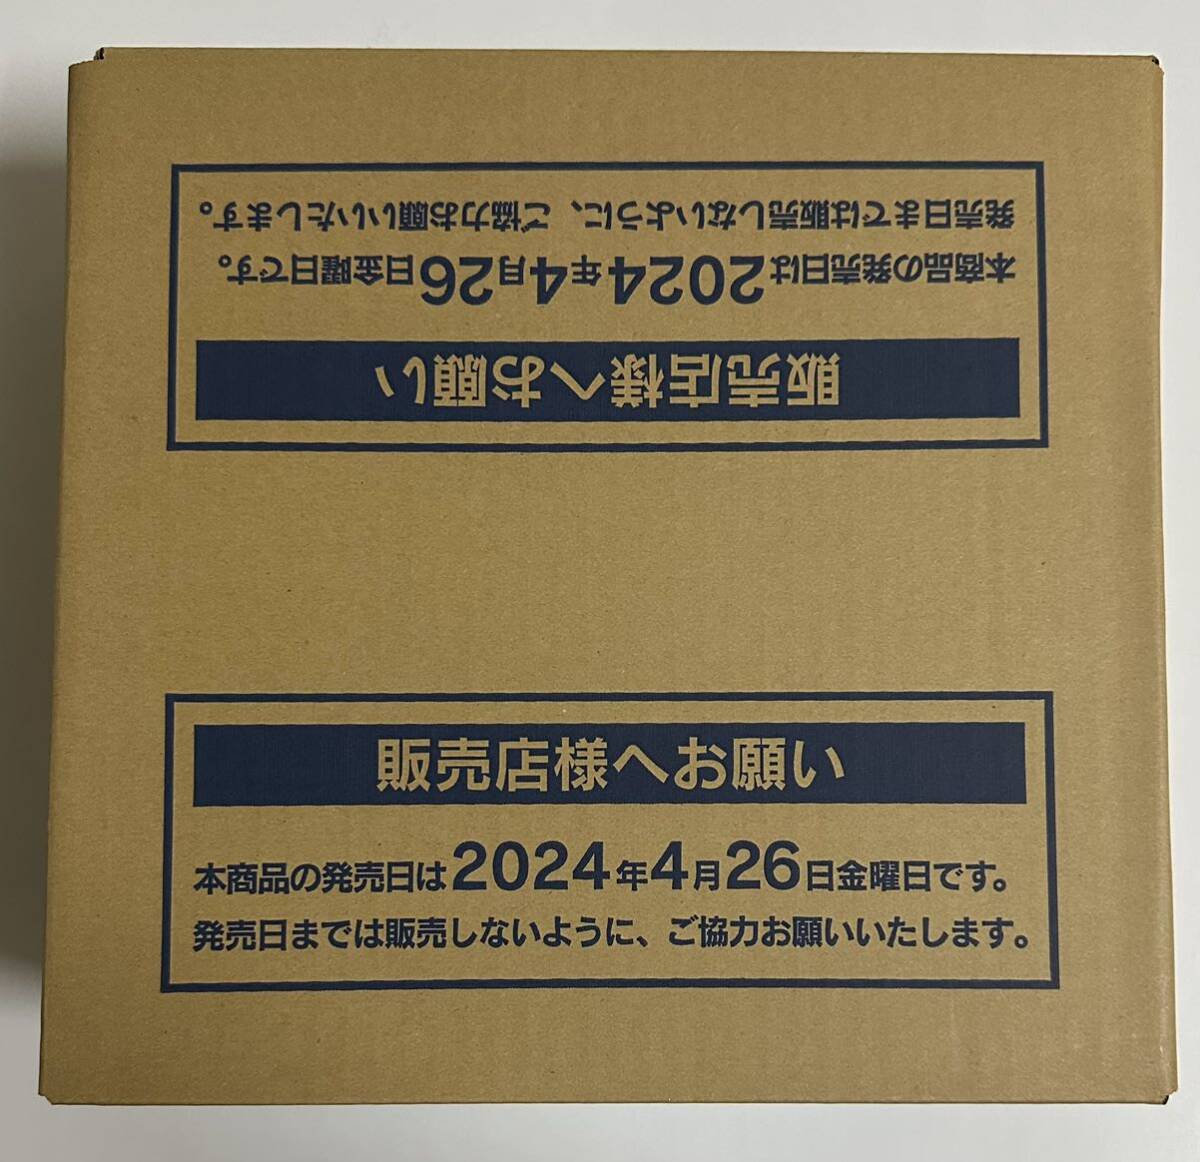 販売店様へお願い
本商品の発売日は2024年4月26日金曜日です。
発売日までは販売しないように、ご協力お願いいたします。
販売店様へお願い
本商品の発売日は2024年4月26日金曜日です。
発売日までは販売しないように、ご協力お願いいたします。